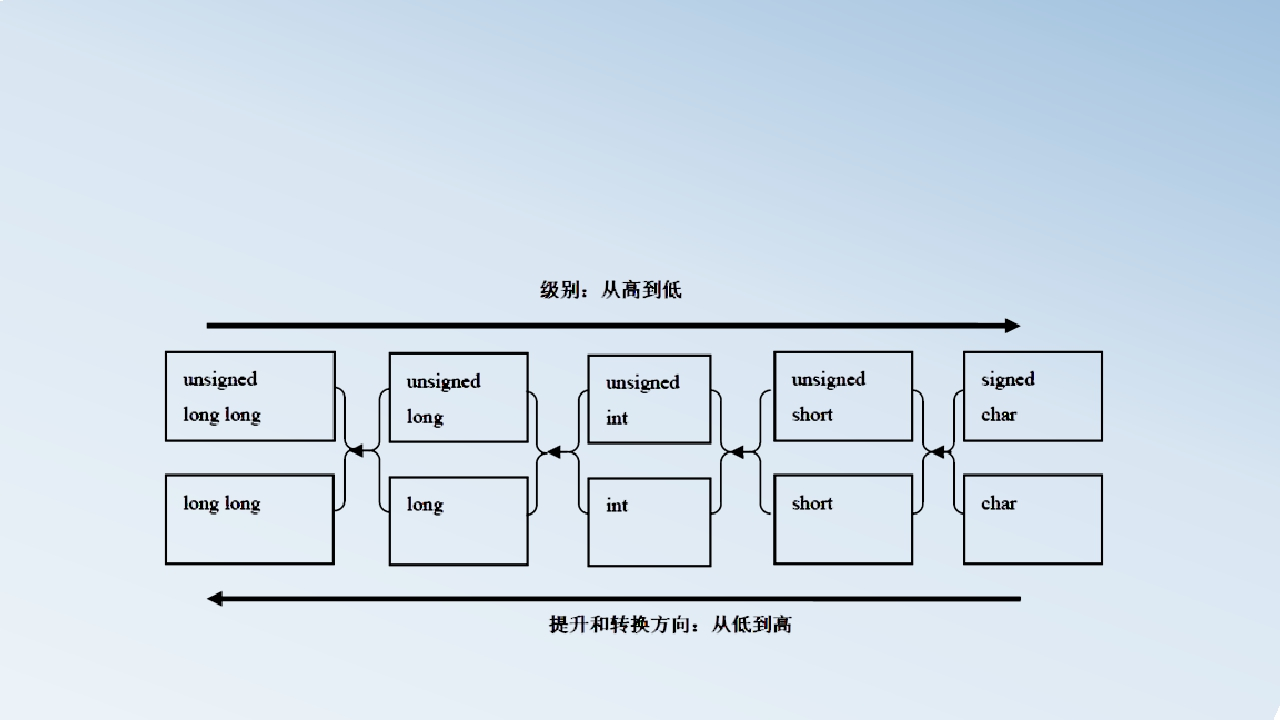 级别：从高到低
unsigned
long long
unsigned
long
unsigned
int
unsigned
short
signed
char
long long
long
int
short
char
提升和转换方向：从低到高